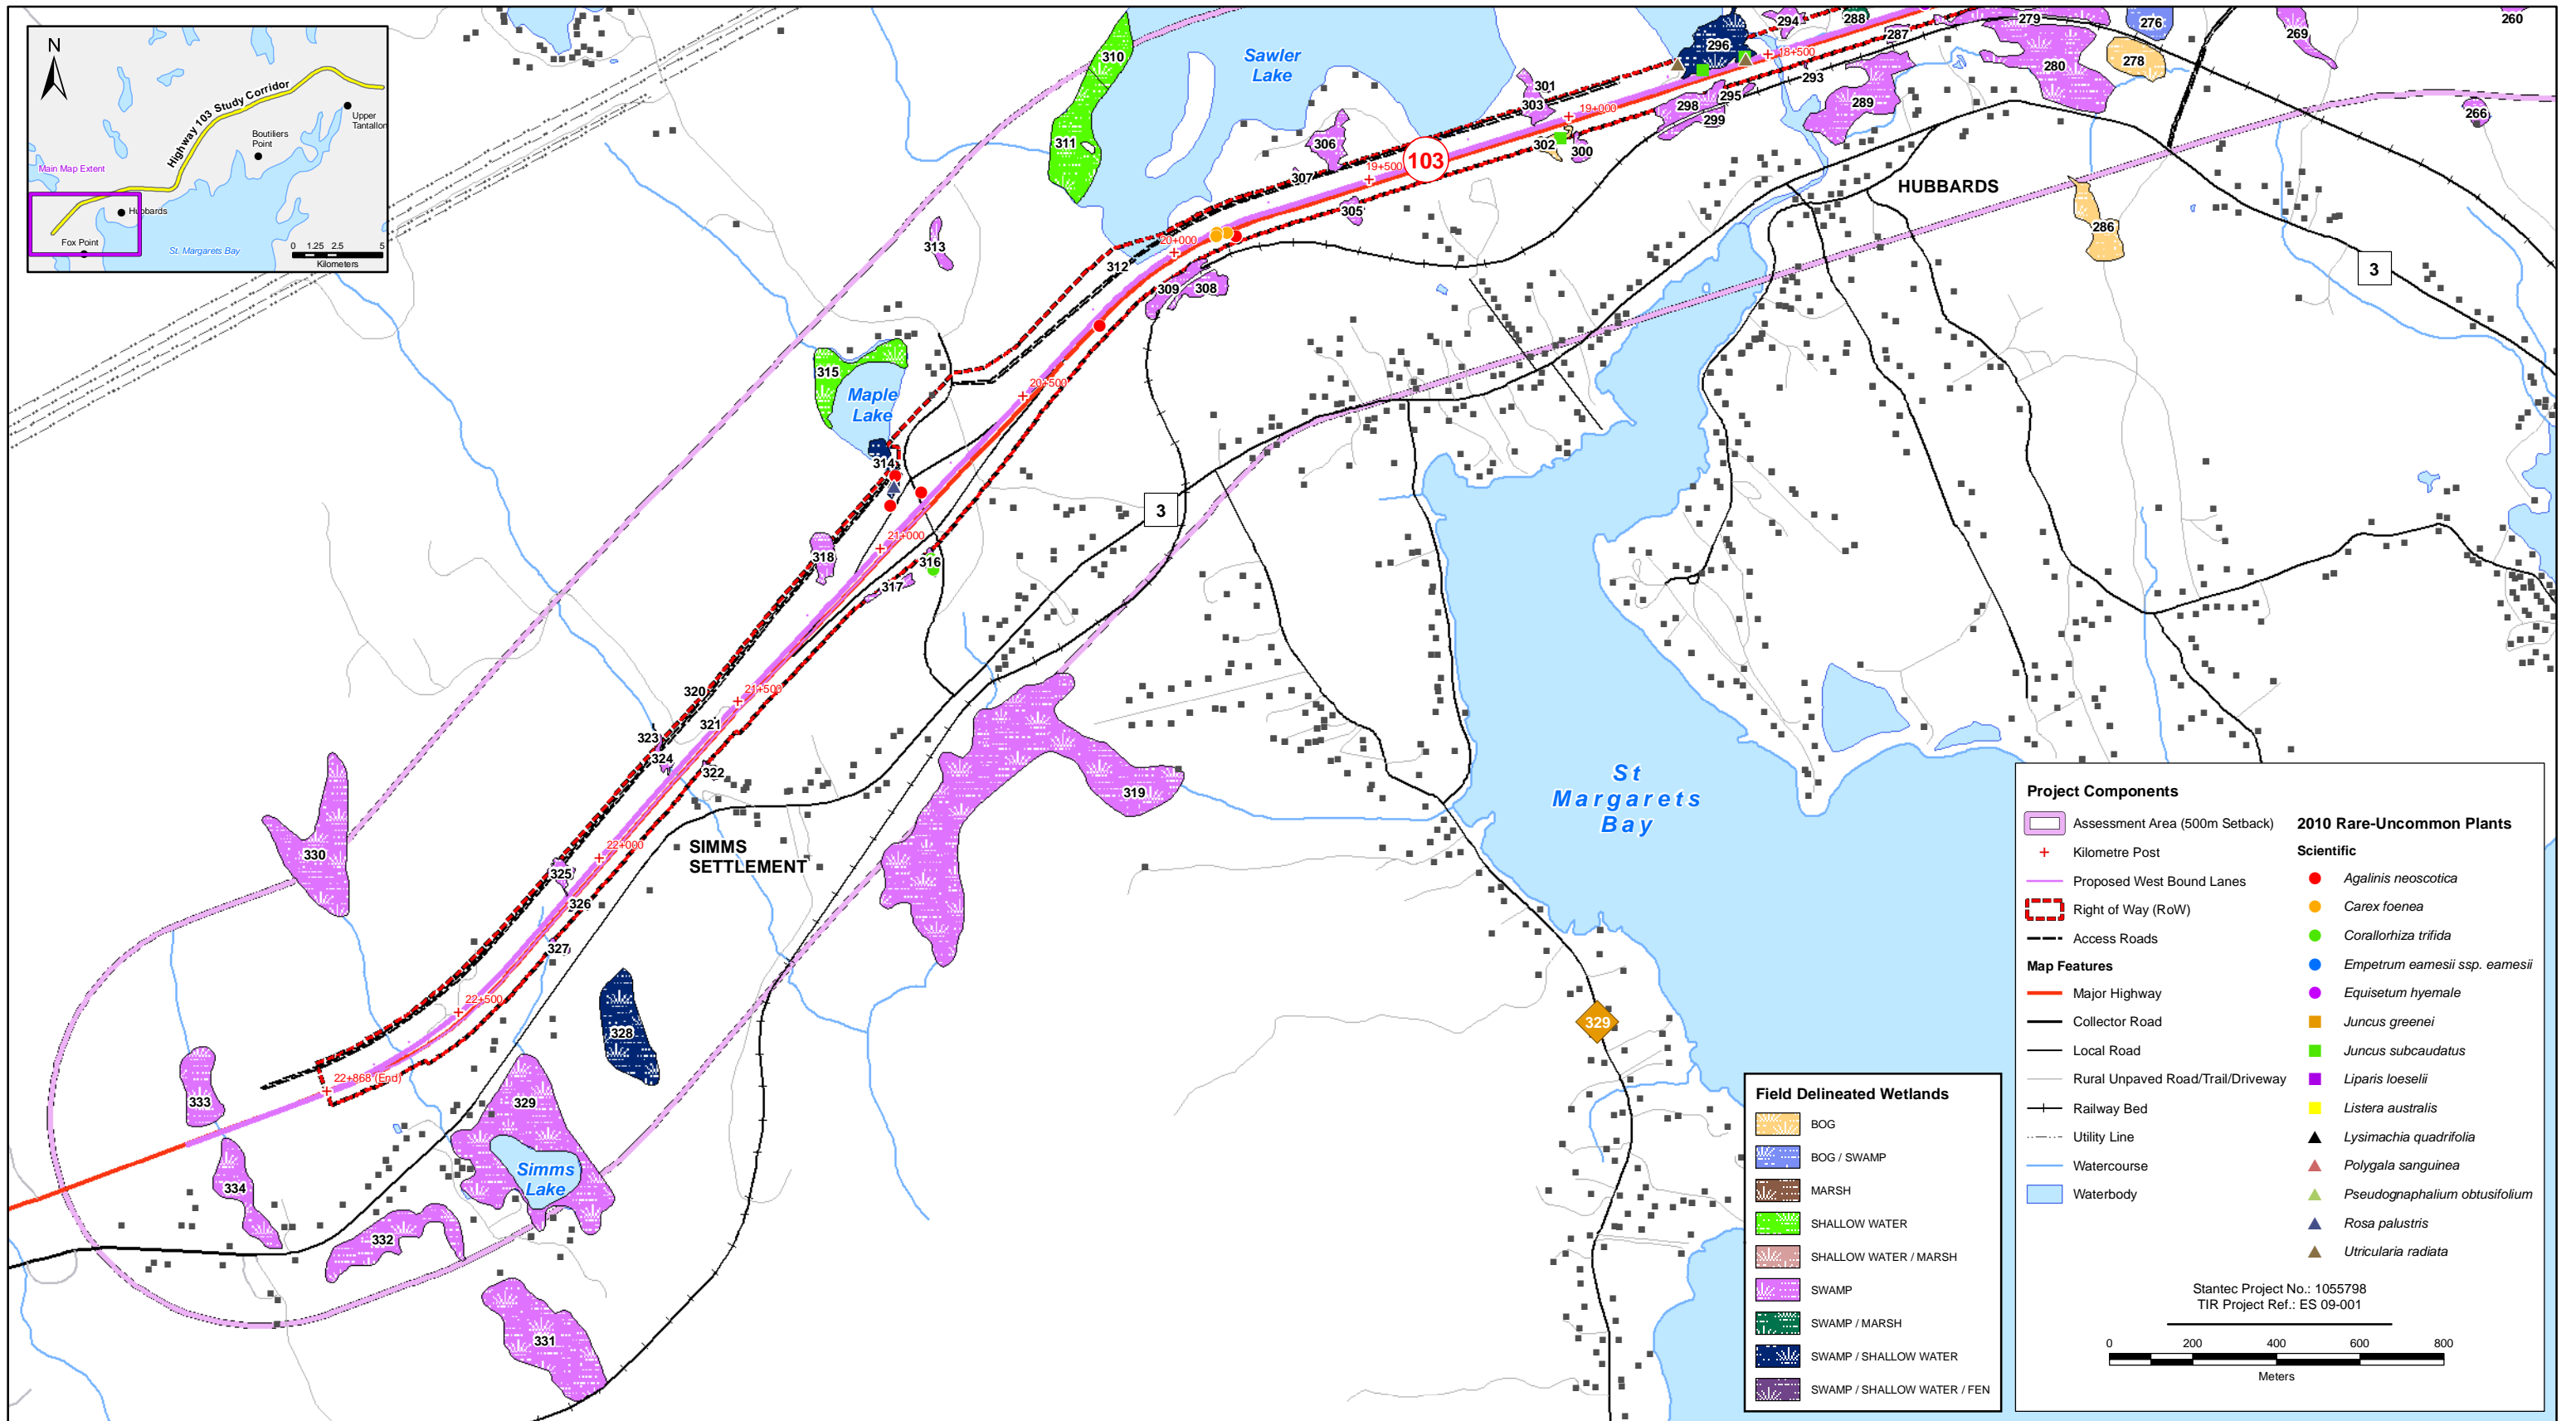 N
Highway 103 Study Corridor
Upper
Tantallon
Boutiliers
Point
Main Map Extent
Hubbards
Fox Point
St. Margarets Bay
0 1.25 2.5 5
Kilometers
310
311
Sawler
Lake
296
294
288
287
279
276
278
280
269
260
266
18+500
293
289
295
298
299
301
303
19+000
302
300
306
307
103
19+500
305
HUBBARDS
286
3
313
312
20+000
309
308
315
Maple
Lake
20+500
314
3
21+000
318
316
317
320
21+500
321
323
324
322
319
St
Margarets
Bay
330
22+000
SIMMS
SETTLEMENT
325
326
327
22+500
328
329
22+868 (End)
333
329
334
Simms
Lake
332
331
Project Components
Assessment Area (500m Setback)
Kilometre Post
Proposed West Bound Lanes
Right of Way (RoW)
Access Roads
Map Features
Major Highway
Collector Road
Local Road
Rural Unpaved Road/Trail/Driveway
Railway Bed
Utility Line
Watercourse
Waterbody
2010 Rare-Uncommon Plants
Scientific
Agalinis neoscotica
Carex foenea
Corallorhiza trifida
Empetrum eamesii ssp. eamesii
Equisetum hyemale
Juncus greenei
Juncus subcaudatus
Liparis loeselii
Listera australis
Lysimachia quadrifolia
Polygala sanguinea
Pseudognaphalium obtusifolium
Rosa palustris
Utricularia radiata
Stantec Project No.: 1055798
TIR Project Ref.: ES 09-001
0 200 400 600 800
Meters
Field Delineated Wetlands
BOG
BOG / SWAMP
MARSH
SHALLOW WATER
SHALLOW WATER / MARSH
SWAMP
SWAMP / MARSH
SWAMP / SHALLOW WATER
SWAMP / SHALLOW WATER / FEN